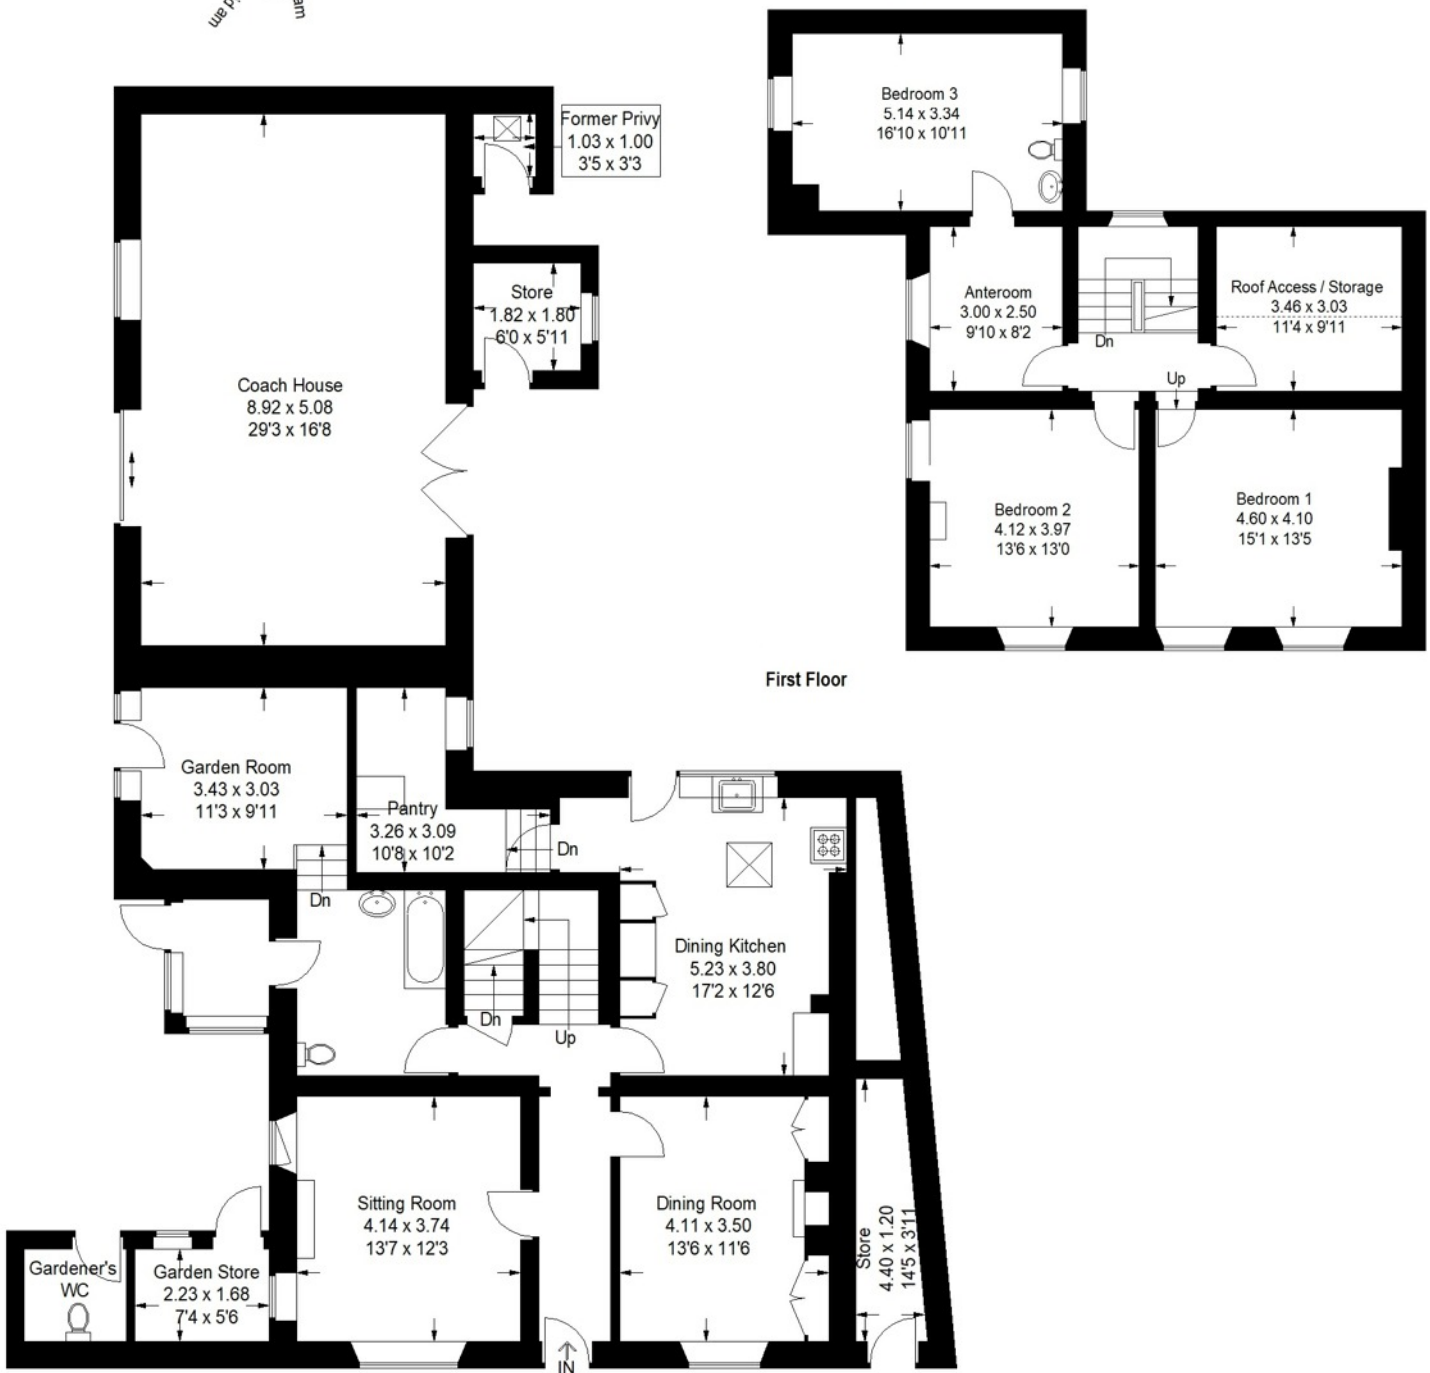 Former Privy
1.03 x 1.00
3'5 x 3'3
Store
1.82 x 1.80
6'0 x 5'11
Coach House
8.92 x 5.08
29'3 x 16'8
Bedroom 3
5.14 x 3.34
16'10 x 10'11
Anteroom
3.00 x 2.50
9'10 x 8'2
Dn
Roof Access / Storage
3.46 x 3.03
11'4 x 9'11
Up
Bedroom 2
4.12 x 3.97
13'6 x 13'0
Bedroom 1
4.60 x 4.10
15'1 x 13'5
First Floor
Garden Room
3.43 x 3.03
11'3 x 9'11
Dn
Pantry
3.26 x 3.09
10'8 x 10'2
Dn
Dining Kitchen
5.23 x 3.80
17'2 x 12'6
Dn
Up
Sitting Room
4.14 x 3.74
13'7 x 12'3
Dining Room
4.11 x 3.50
13'6 x 11'6
Store
4.40 x 1.20
14'5 x 3'11
Gardener's
WC
Garden Store
2.23 x 1.68
7'4 x 5'6
IN